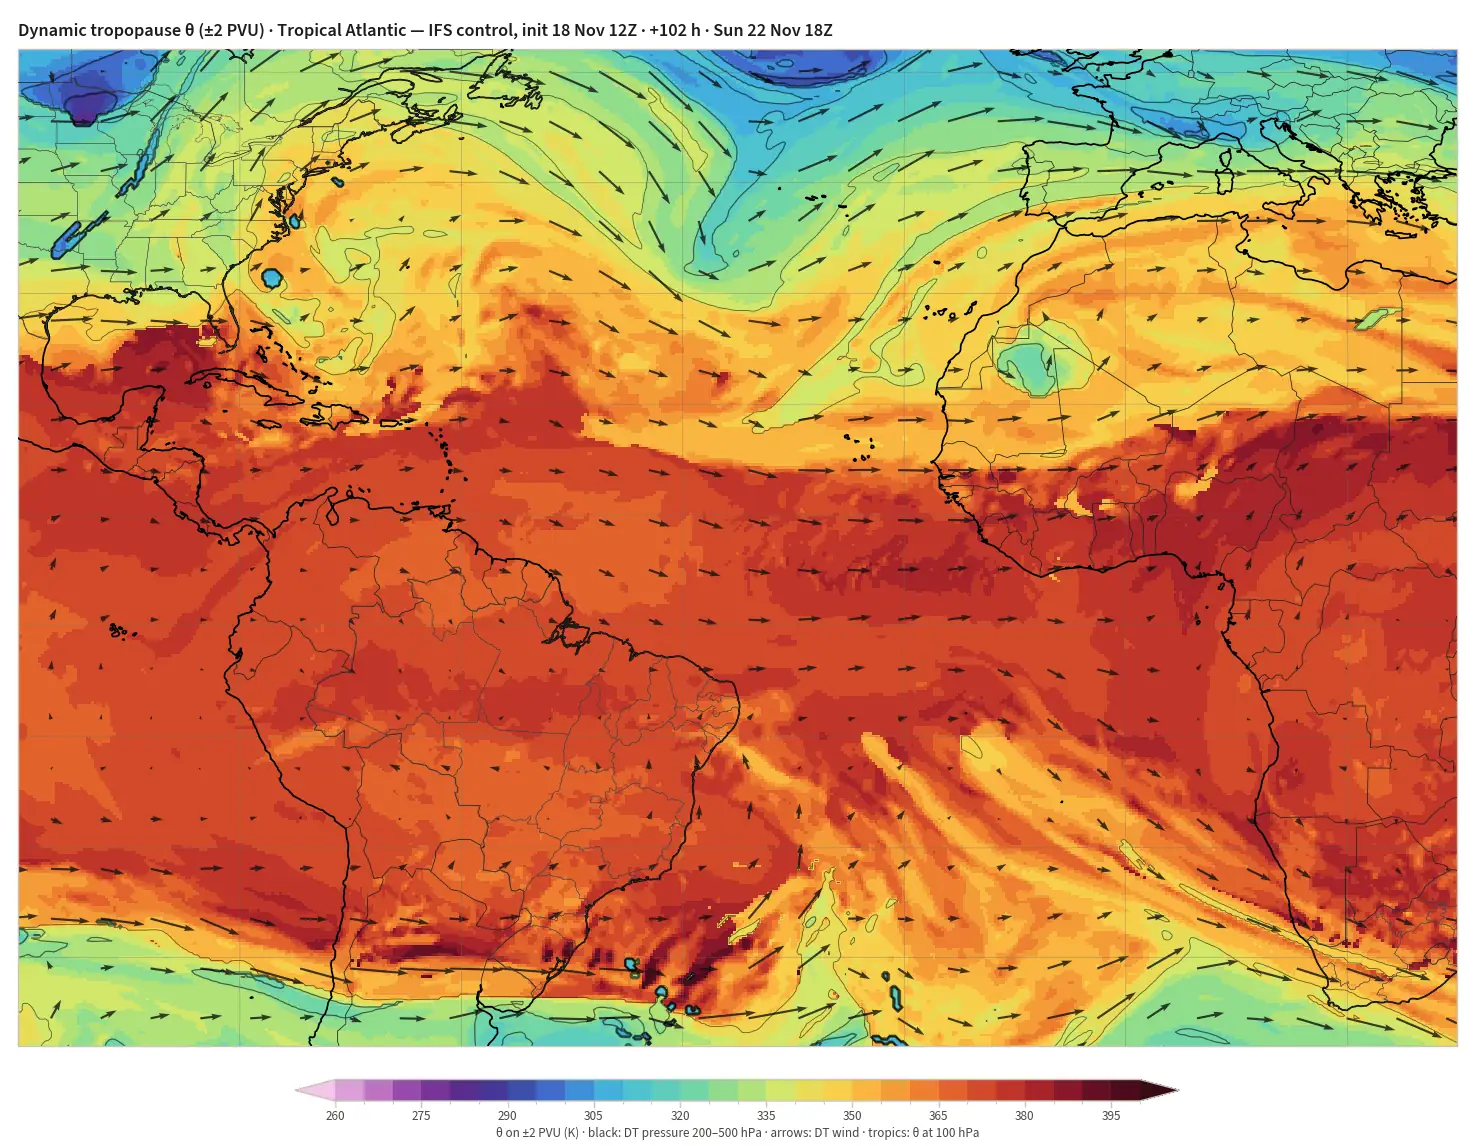 Dynamic tropopause θ (±2 PVU) · Tropical Atlantic — IFS control, init 18 Nov 12Z · +102 h · Sun 22 Nov 18Z
260 275 290 305 320 335 350 365 380 395
θ on ±2 PVU (K) · black: DT pressure 200–500 hPa · arrows: DT wind · tropics: θ at 100 hPa